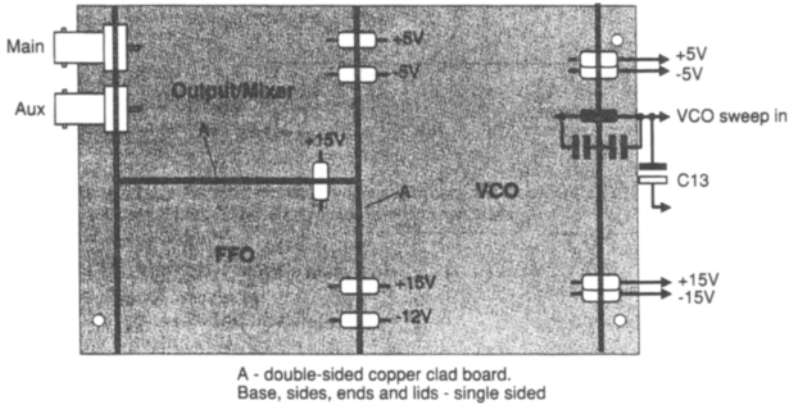 Main
Aux
Output/Mixer
A
+15V
FFO
+5V
-5V
A
VCO
+15V
-12V
+5V
-5V
VCO sweep in
C13
+15V
-15V
A - double-sided copper clad board.
Base, sides, ends and lids - single sided